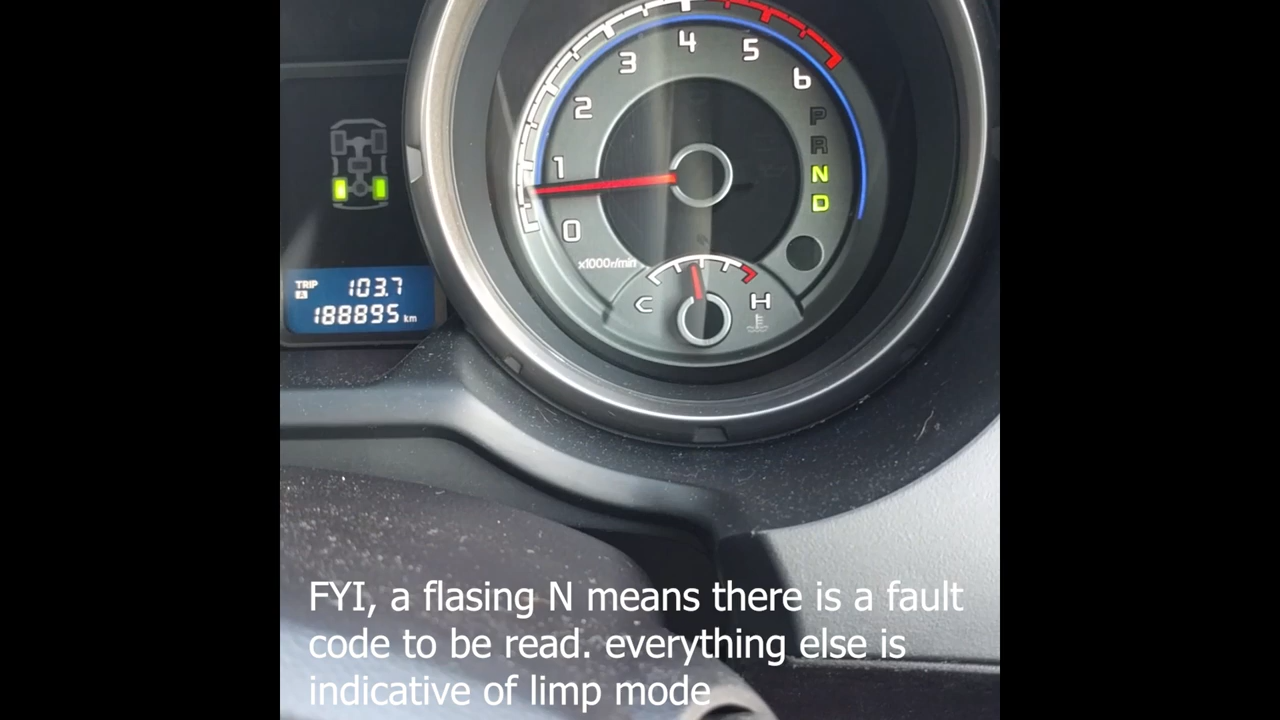 4
3
5
2
6
P
1
R
N
D
0
x1000r/min
TRIP
A
103.7
C
H
188895 km
FYI, a flasing N means there is a fault
code to be read. everything else is
indicative of limp mode